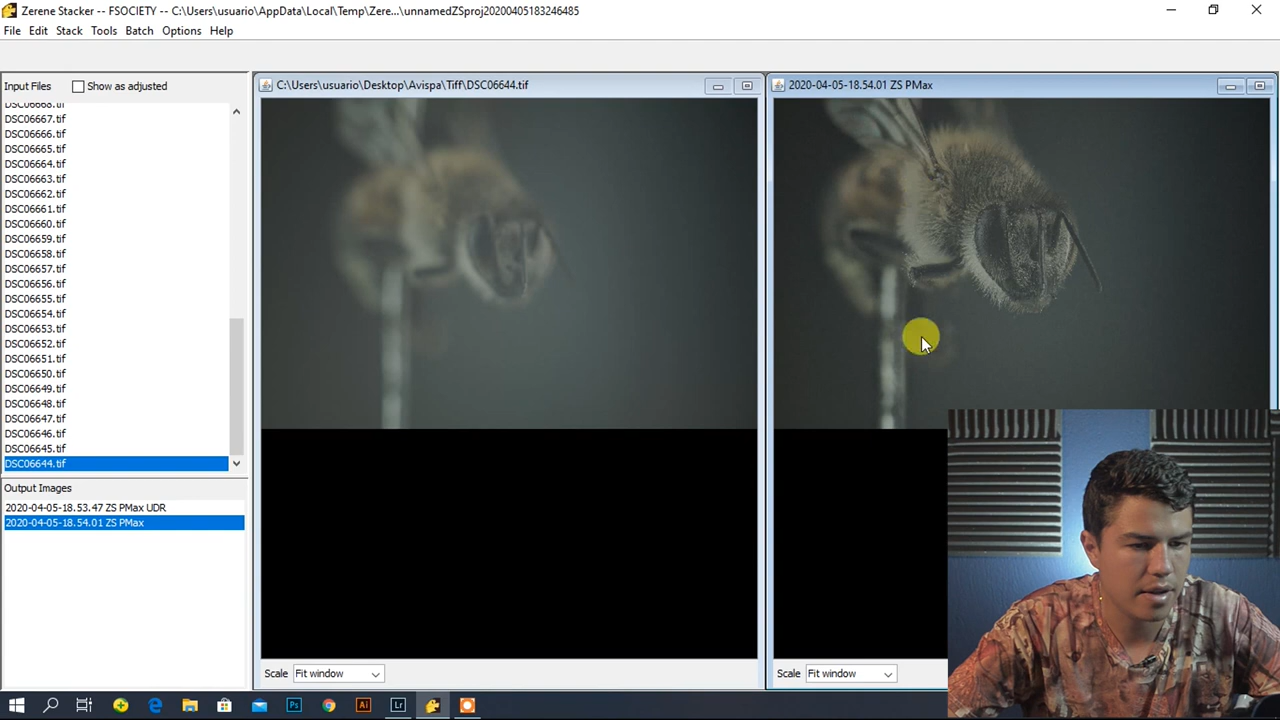 Zerene Stacker -- FSOCIETY -- C:\Users\usuario\AppData\Local\Temp\Zere...\unnamedZSproj20200405183246485
File Edit Stack Tools Batch Options Help
Input Files Show as adjusted
DSC06668.tif
DSC06667.tif
DSC06666.tif
DSC06665.tif
DSC06664.tif
DSC06663.tif
DSC06662.tif
DSC06661.tif
DSC06660.tif
DSC06659.tif
DSC06658.tif
DSC06657.tif
DSC06656.tif
DSC06655.tif
DSC06654.tif
DSC06653.tif
DSC06652.tif
DSC06651.tif
DSC06650.tif
DSC06649.tif
DSC06648.tif
DSC06647.tif
DSC06646.tif
DSC06645.tif
DSC06644.tif
Output Images
2020-04-05-18.53.47 ZS PMax UDR
2020-04-05-18.54.01 ZS PMax
C:\Users\usuario\Desktop\Avispa\Tiff\DSC06644.tif
Scale Fit window
2020-04-05-18.54.01 ZS PMax
Scale Fit window
Ps
Ai
Lr